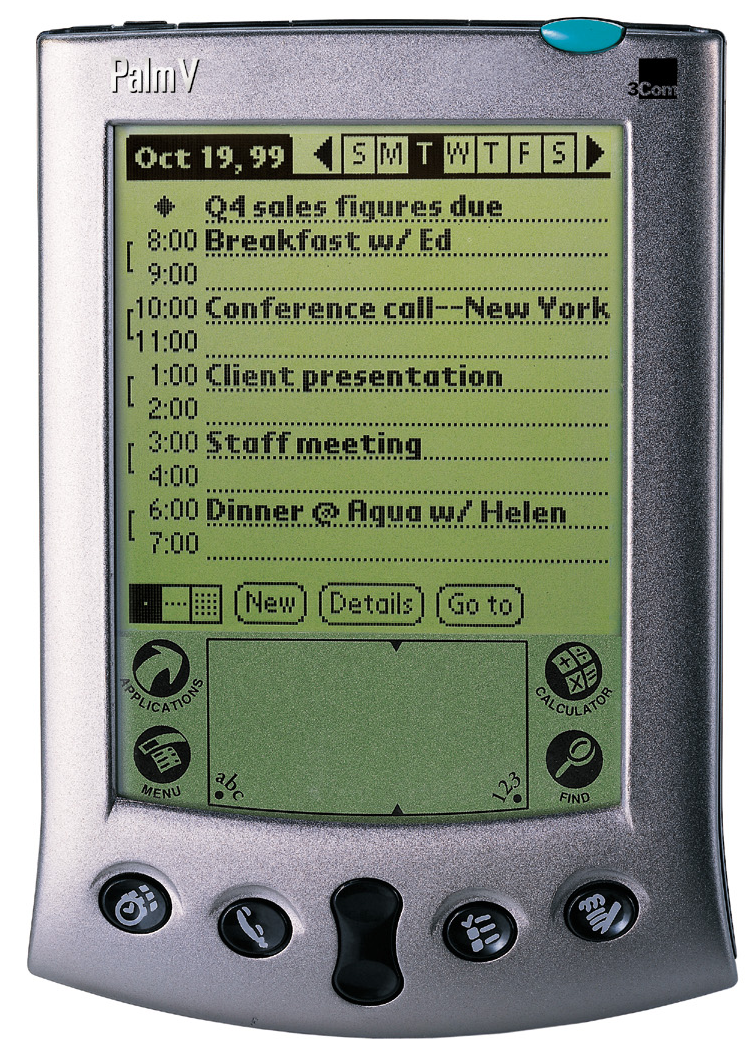 Palm V
3Com
Oct 19, 99 S M T W T F S
Q4 sales figures due
8:00 Breakfast w/ Ed
9:00
10:00 Conference call--New York
11:00
1:00 Client presentation
2:00
3:00 Staff meeting
4:00
6:00 Dinner @ Aqua w/ Helen
7:00
New Details Go to
APPLICATIONS
CALCULATOR
abc
123
MENU
FIND